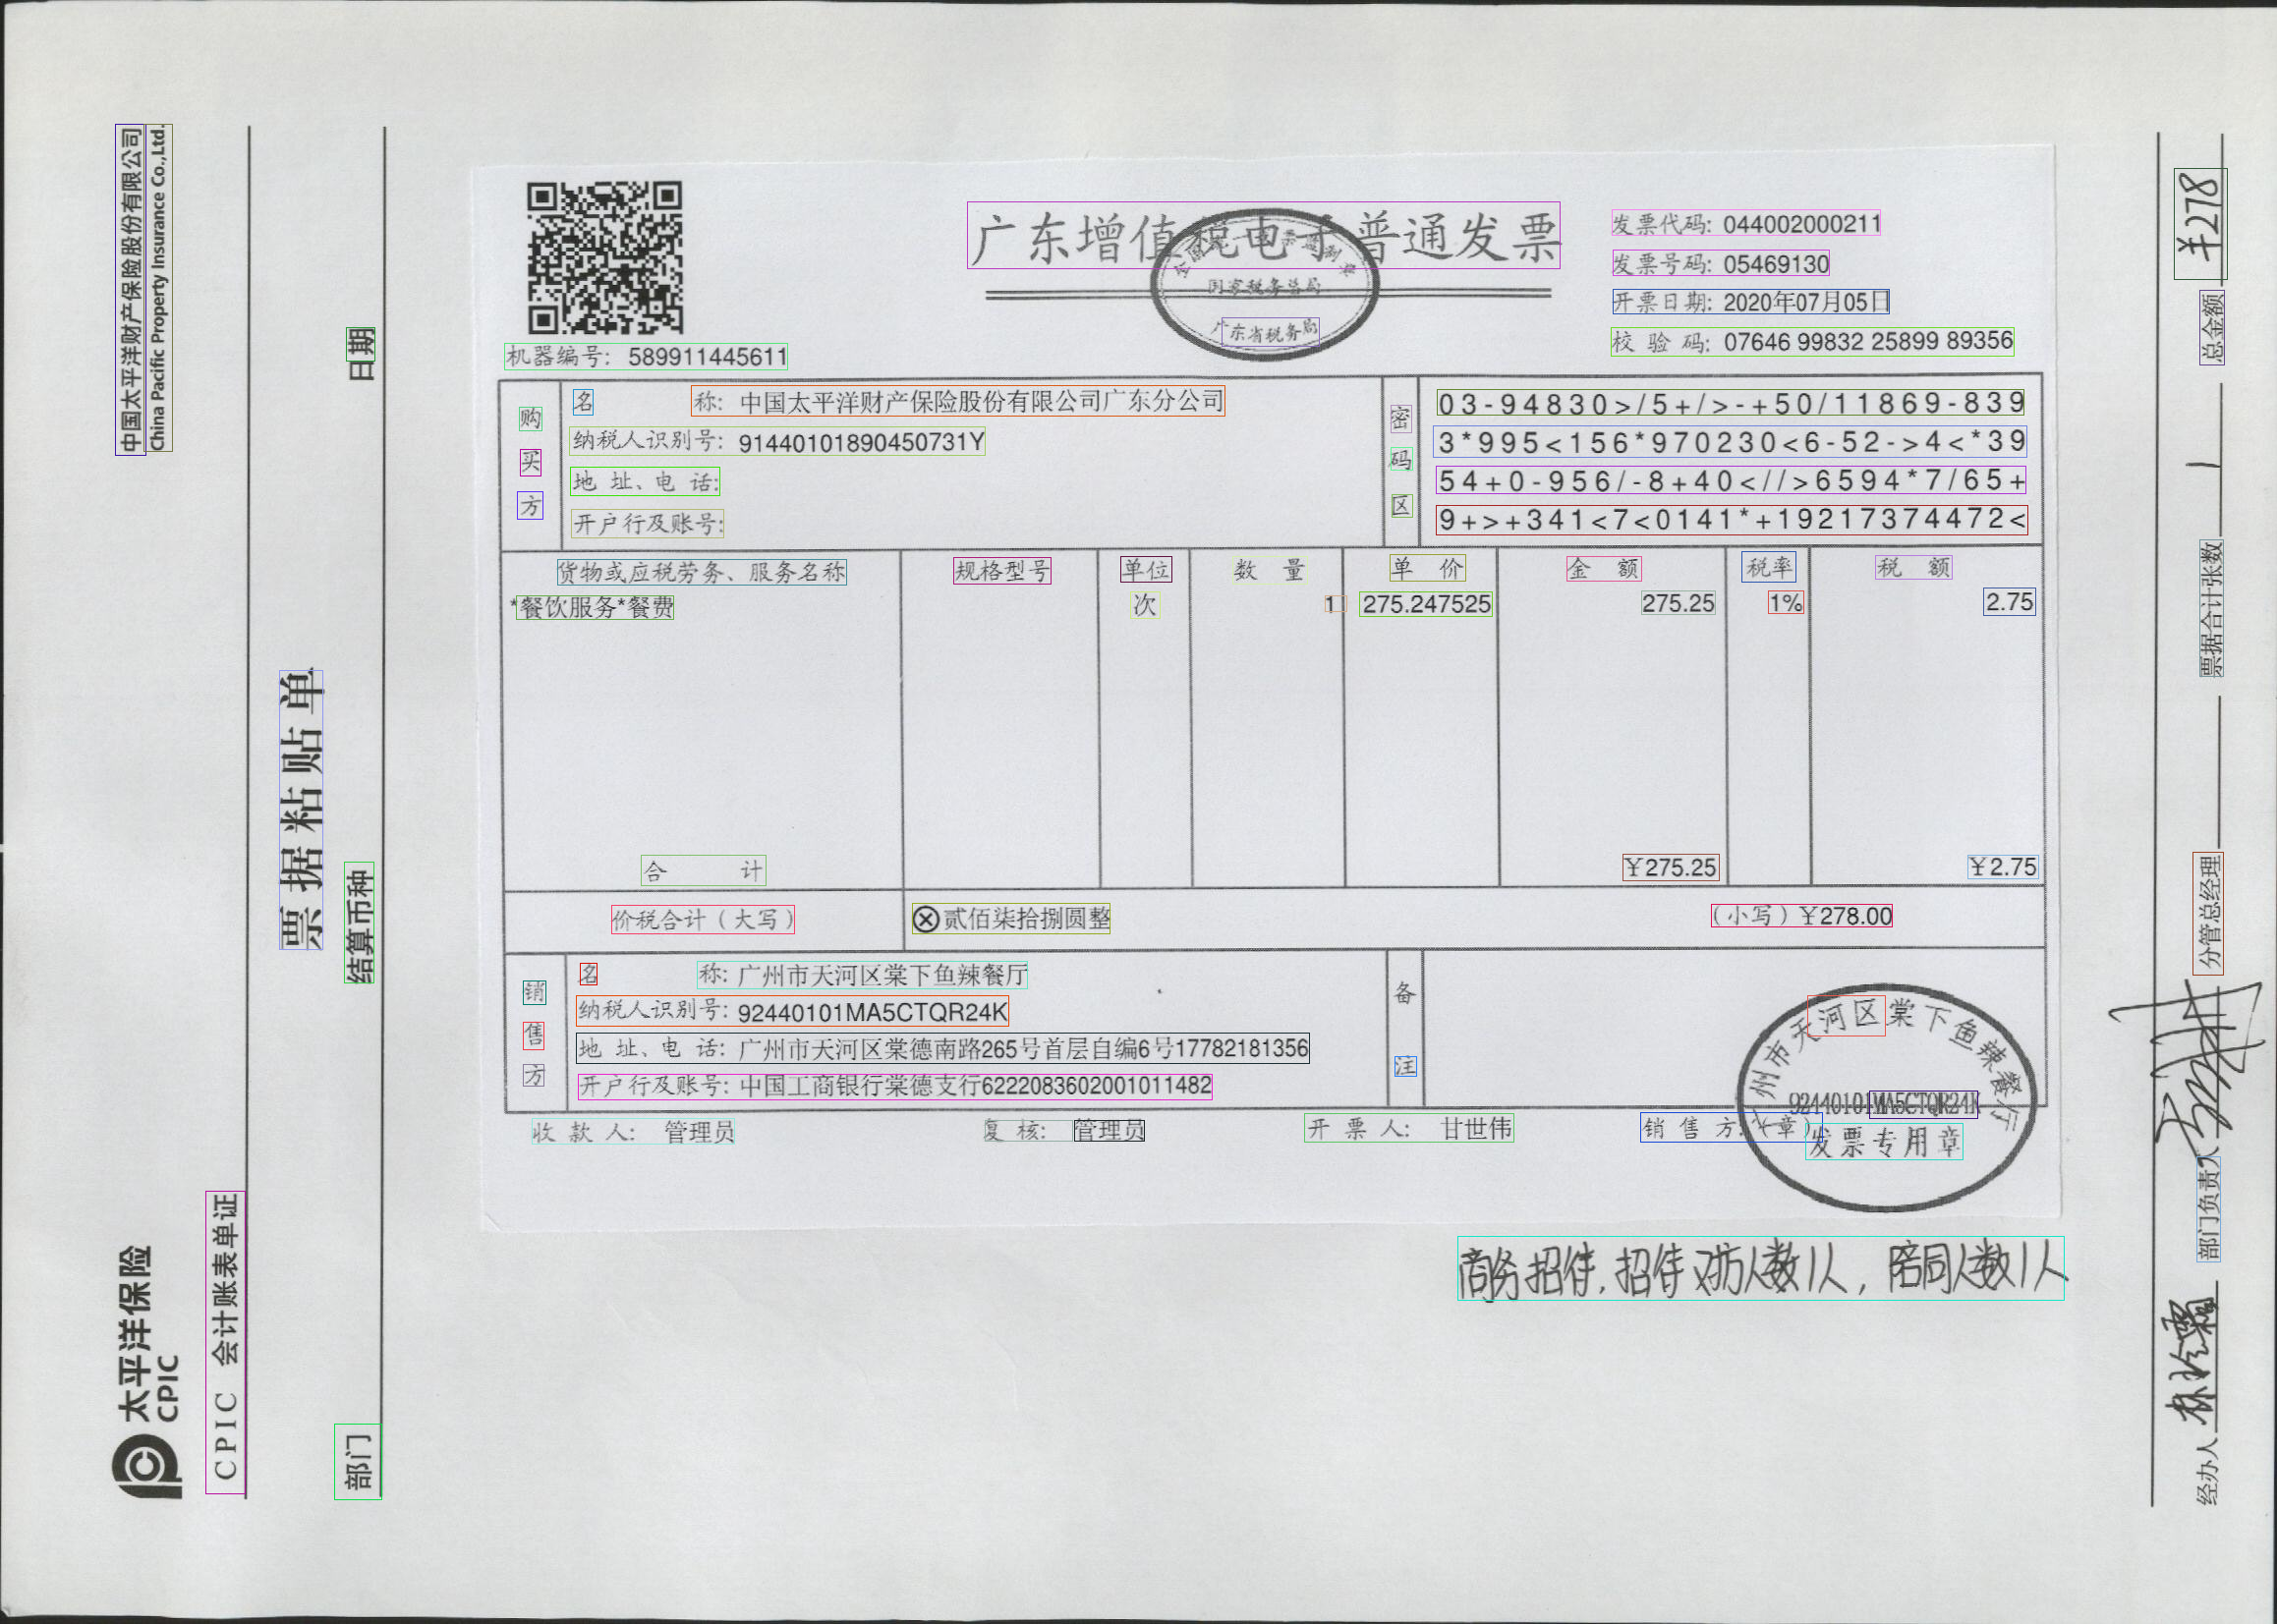 中国太平洋财产保险股份有限公司
China Pacific Property Insurance Co.,Ltd.
太平洋保险
CPIC
CPIC 会计账表单证
票据粘贴单
部门
结算币种
日期
广东增值税电子普通发票
国家税务总局
广东省税务局
发票代码: 044002000211
发票号码: 05469130
开票日期: 2020年07月05日
校验码: 07646 99832 25899 89356
机器编号: 589911445611
购买方
名称: 中国太平洋财产保险股份有限公司广东分公司
纳税人识别号: 91440101890450731Y
地址、电话:
开户行及账号:
密码区
03-94830>/5+/>-+50/11869-839
3*995<156*970230<6-52->4<*39
54+0-956/-8+40<//>6594*7/65+
9+>+341<7<0141*+19217374472<
货物或应税劳务、服务名称 规格型号 单位 数量 单价 金额 税率 税额
*餐饮服务*餐费 次 1 275.247525 275.25 1% 2.75
合计 ¥275.25 ¥2.75
价税合计(大写) ⊗贰佰柒拾捌圆整 (小写)¥278.00
销售方
名称: 广州市天河区棠下鱼辣餐厅
纳税人识别号: 92440101MA5CTQR24K
地址、电话: 广州市天河区棠德南路265号首层自编6号17782181356
开户行及账号: 中国工商银行棠德支行6222083602001011482
备注
收款人: 管理员 复核: 管理员 开票人: 甘世伟 销售方:(章)
广州市天河区棠下鱼辣餐厅
92440101MA5CTQR24K
发票专用章
商务招待,招待对方人数1人,陪同人数1人
经办人
部门负责人
分管总经理
票据合计张数 1
总金额 ¥278